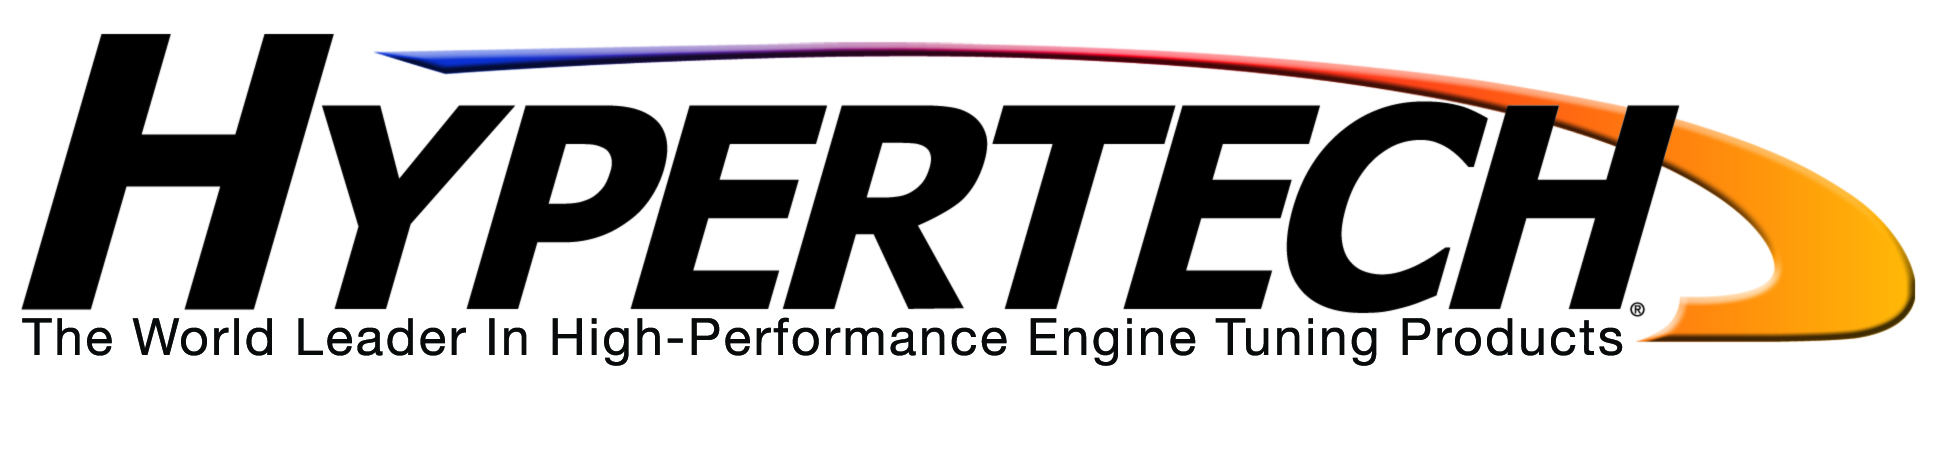 HYPERTECH®
The World Leader In High-Performance Engine Tuning Products